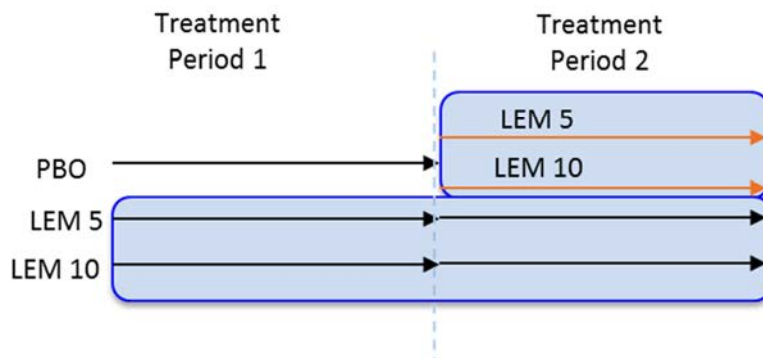 Treatment
Period 1
Treatment
Period 2
LEM 5
PBO
LEM 10
LEM 5
LEM 10